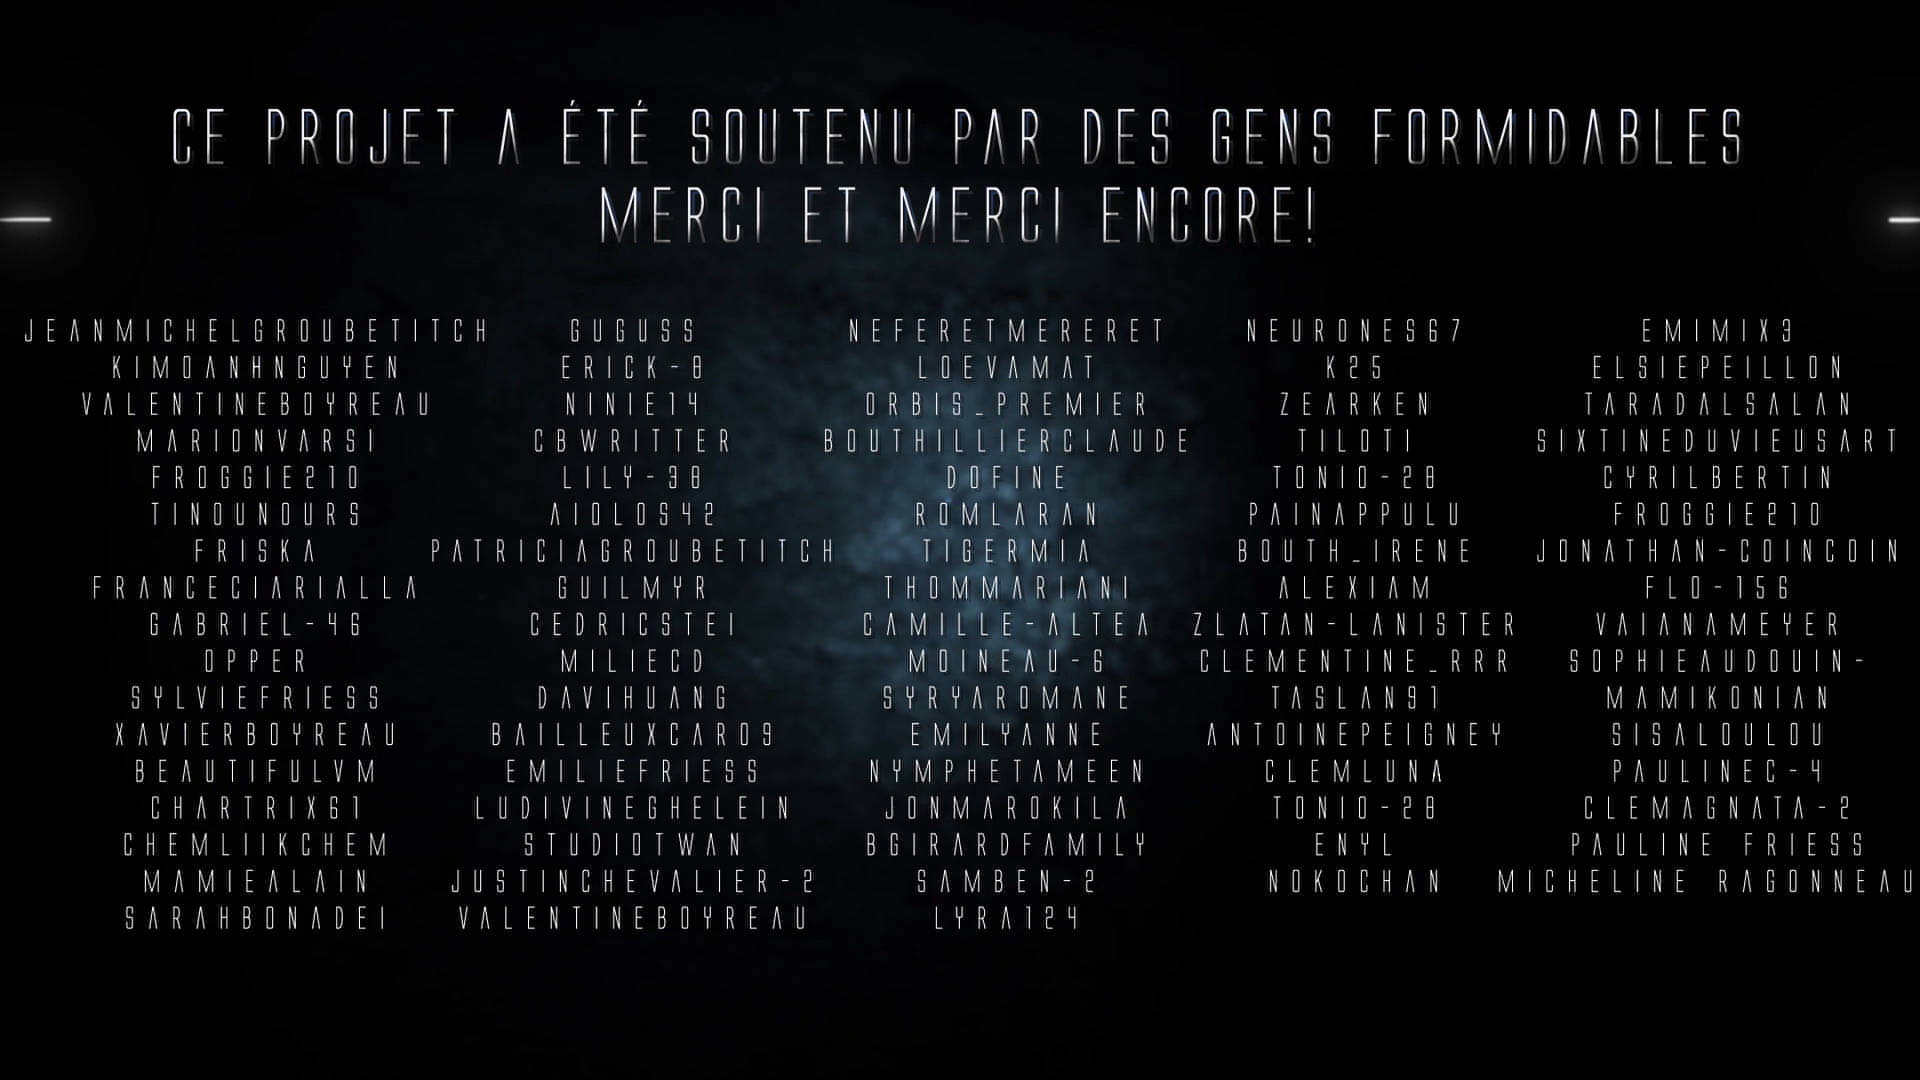 CE PROJET A ÉTÉ SOUTENU PAR DES GENS FORMIDABLES
MERCI ET MERCI ENCORE!
JEANMICHELGROUBETITCH
KIMOANHNGUYEN
VALENTINEBOYREAU
MARIONVARSI
FROGGIE210
TINOUNOURS
FRISKA
FRANCECIARIALLA
GABRIEL-46
OPPER
SYLVIEFRIESS
XAVIERBOYREAU
BEAUTIFULVM
CHARTRIX61
CHEMLIIKCHEM
MAMIEALAIN
SARAHBONADEI
GUGUSS
ERICK-8
NINIE14
CBWRITTER
LILY-38
AIOLOS42
PATRICIAGROUBETITCH
GUILMYR
CEDRICSTEI
MILIECD
DAVIHUANG
BAILLEUXCARO9
EMILIEFRIESS
LUDIVINEGHELEIN
STUDIOTWAN
JUSTINCHEVALIER-2
VALENTINEBOYREAU
NEFERETMERERET
LOEVAMAT
ORBIS_PREMIER
BOUTHILLIERCLAUDE
DOFINE
ROMLARAN
TIGERMIA
THOMMARIANI
CAMILLE-ALTEA
MOINEAU-6
SYRYAROMANE
EMILYANNE
NYMPHETAMEEN
JONMAROKILA
BGIRARDFAMILY
SAMBEN-2
LYRA124
NEURONES67
K25
ZEARKEN
TILOTI
TONIO-28
PAINAPPULU
BOUTH_IRENE
ALEXIAM
ZLATAN-LANISTER
CLEMENTINE_RRR
TASLAN91
ANTOINEPEIGNEY
CLEMLUNA
TONIO-28
ENYL
NOKOCHAN
EMIMIX3
ELSIEPEILLON
TARADALSALAN
SIXTINEDUVIEUSART
CYRILBERTIN
FROGGIE210
JONATHAN-COINCOIN
FLO-156
VAIANAMEYER
SOPHIEAUDOUIN-
MAMIKONIAN
SISALOULOU
PAULINEC-4
CLEMAGNATA-2
PAULINE FRIESS
MICHELINE RAGONNEAU